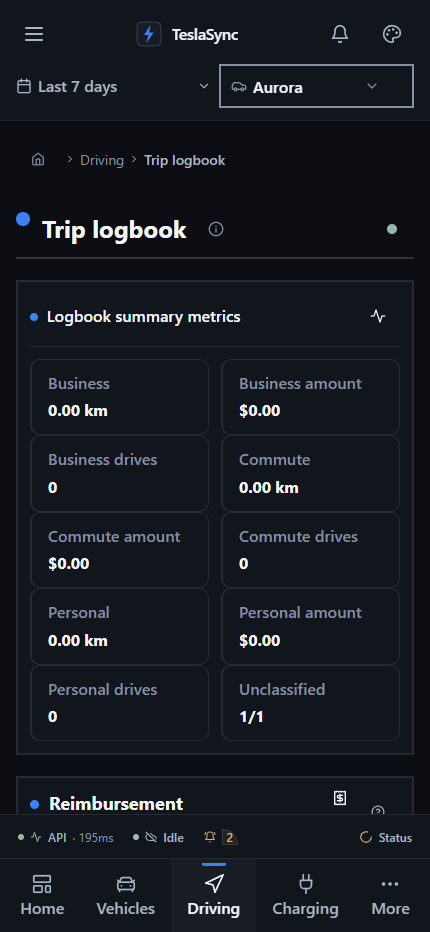 TeslaSync
Last 7 days
Aurora
Driving
Trip logbook
Trip logbook
Logbook summary metrics
Business
0.00 km
Business amount
$0.00
Business drives
0
Commute
0.00 km
Commute amount
$0.00
Commute drives
0
Personal
0.00 km
Personal amount
$0.00
Personal drives
0
Unclassified
1/1
Reimbursement
API · 195ms
Idle
2
Status
Home
Vehicles
Driving
Charging
More